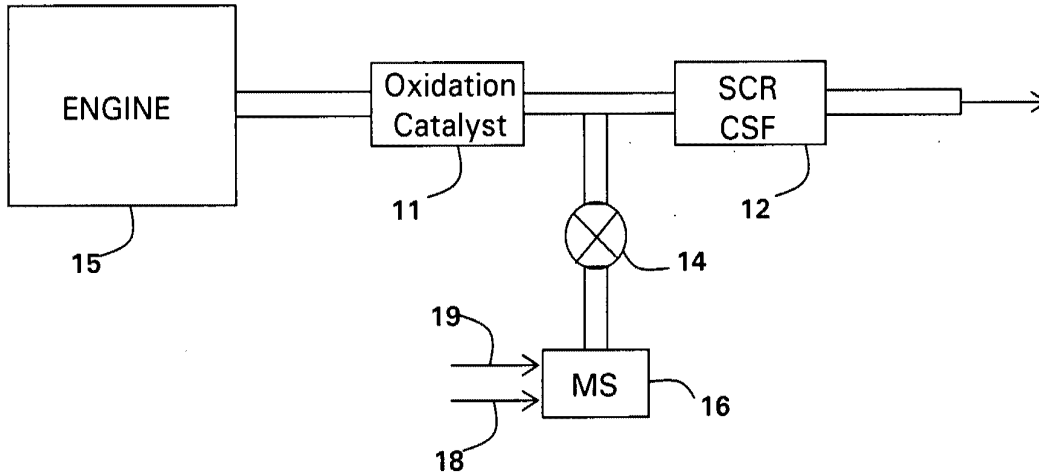 ENGINE
Oxidation
Catalyst
SCR
CSF
11
12
15
14
19
MS
16
18